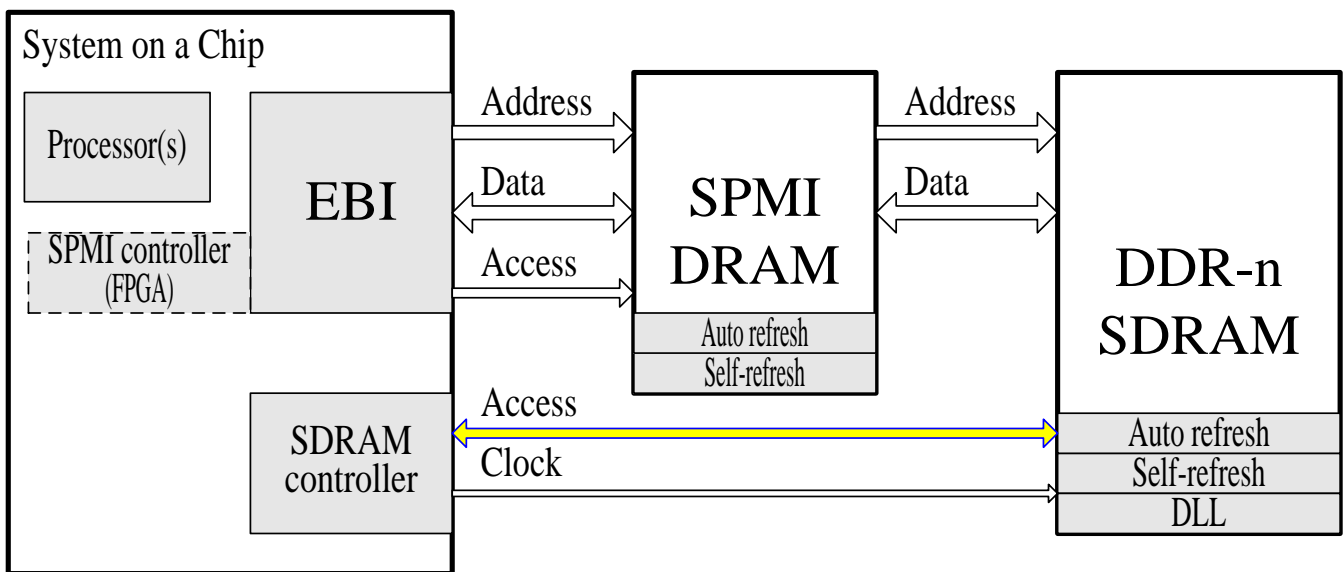 System on a Chip
Processor(s)
EBI
SPMI controller
(FPGA)
SDRAM
controller
Address
Data
Access
SPMI
DRAM
Auto refresh
Self-refresh
Address
Data
Access
Clock
DDR-n
SDRAM
Auto refresh
Self-refresh
DLL